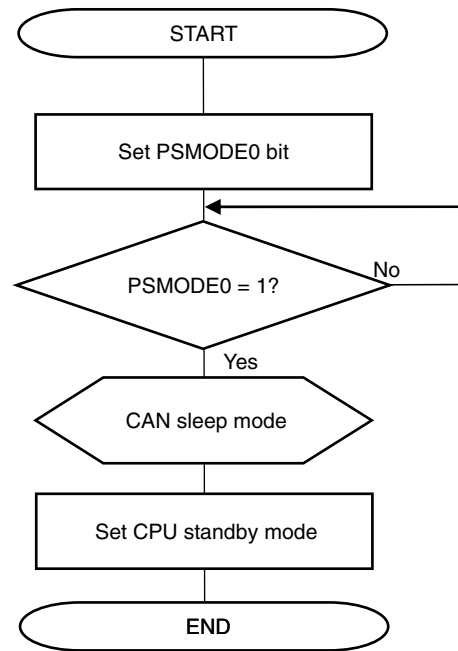 START
Set PSMODE0 bit
PSMODE0 = 1?
No
Yes
CAN sleep mode
Set CPU standby mode
END